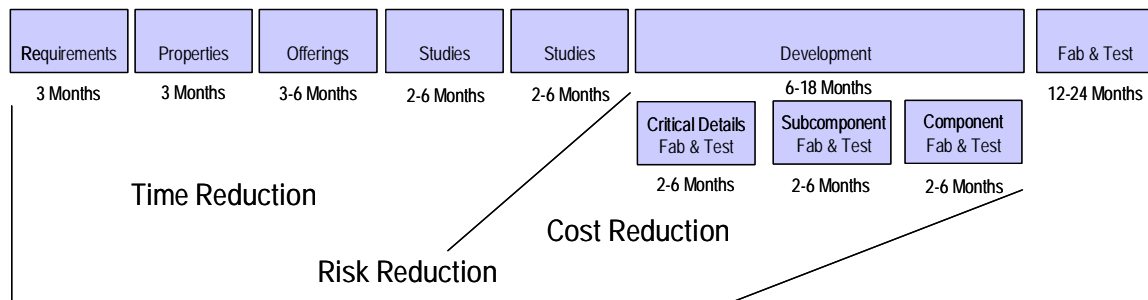 Requirements
Properties
Offerings
Studies
Studies
Development
Fab & Test
3 Months
3 Months
3-6 Months
2-6 Months
2-6 Months
6-18 Months
12-24 Months
Critical Details
Fab & Test
Subcomponent
Fab & Test
Component
Fab & Test
2-6 Months
2-6 Months
2-6 Months
Time Reduction
Cost Reduction
Risk Reduction